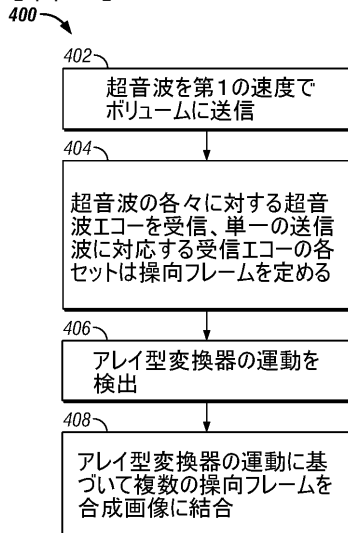 400
402
超音波を第1の速度で
ボリュームに送信
404
超音波の各々に対する超音
波エコーを受信、単一の送信
波に対応する受信エコーの各
セットは操向フレームを定める
406
アレイ型変換器の運動を
検出
408
アレイ型変換器の運動に基
づいて複数の操向フレームを
合成画像に結合